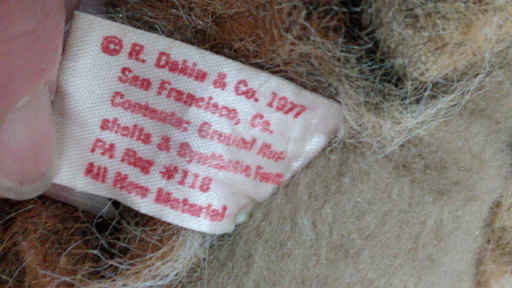 © R. Dakin & Co. 1977
San Francisco, Ca.
Contents: Ground Nut-
shells & Synthetic Foam
PA Reg #118
All New Material